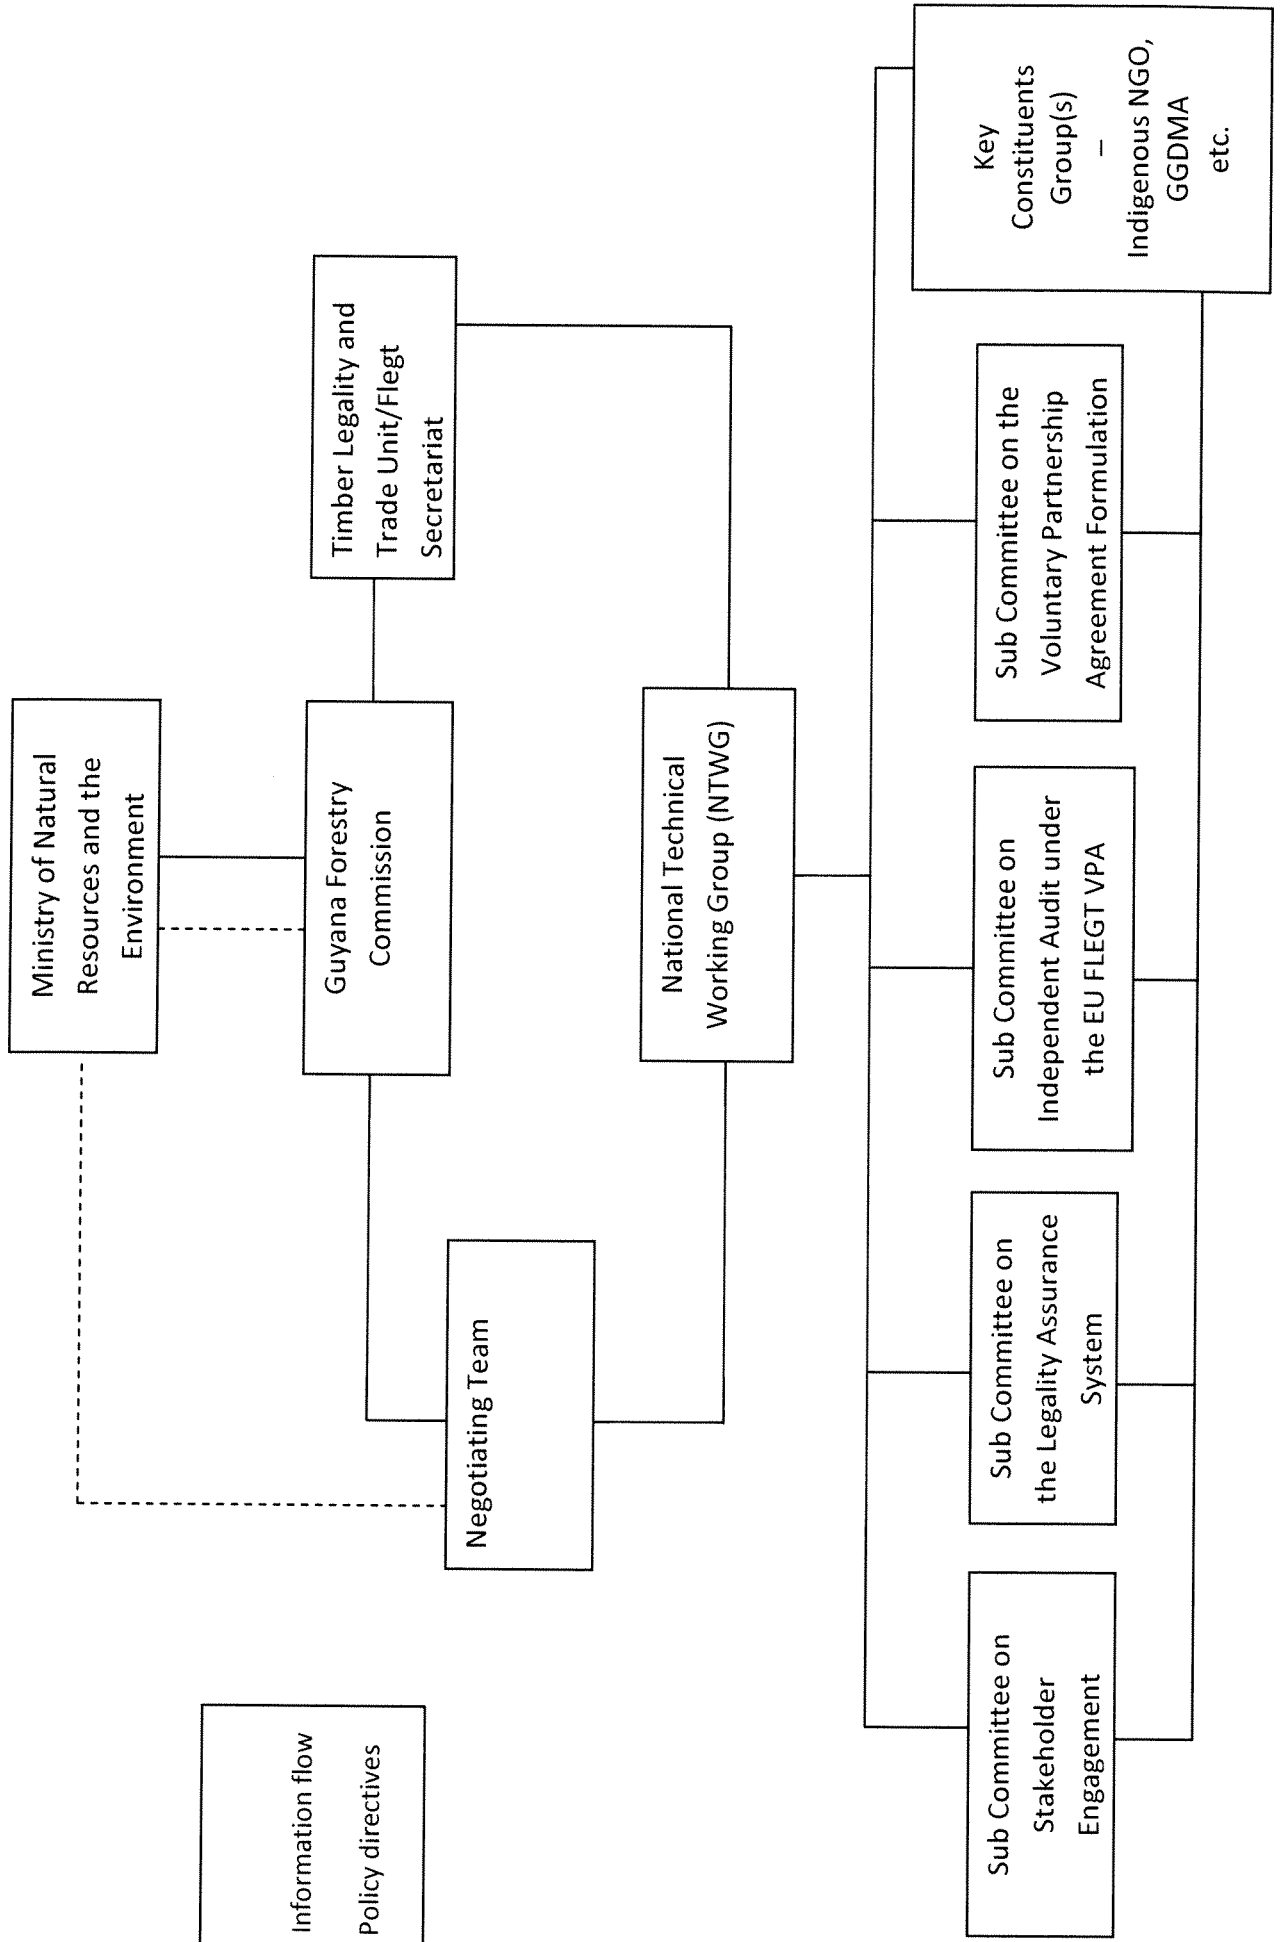 Information flow
Policy directives
Ministry of Natural
Resources and the
Environment
Guyana Forestry
Commission
Timber Legality and
Trade Unit/Flegt
Secretariat
Negotiating Team
National Technical
Working Group (NTWG)
Sub Committee on
Stakeholder
Engagement
Sub Committee on
the Legality Assurance
System
Sub Committee on
Independent Audit under
the EU FLEGT VPA
Sub Committee on the
Voluntary Partnership
Agreement Formulation
Key
Constituents
Group(s)
–
Indigenous NGO,
GGDMA
etc.